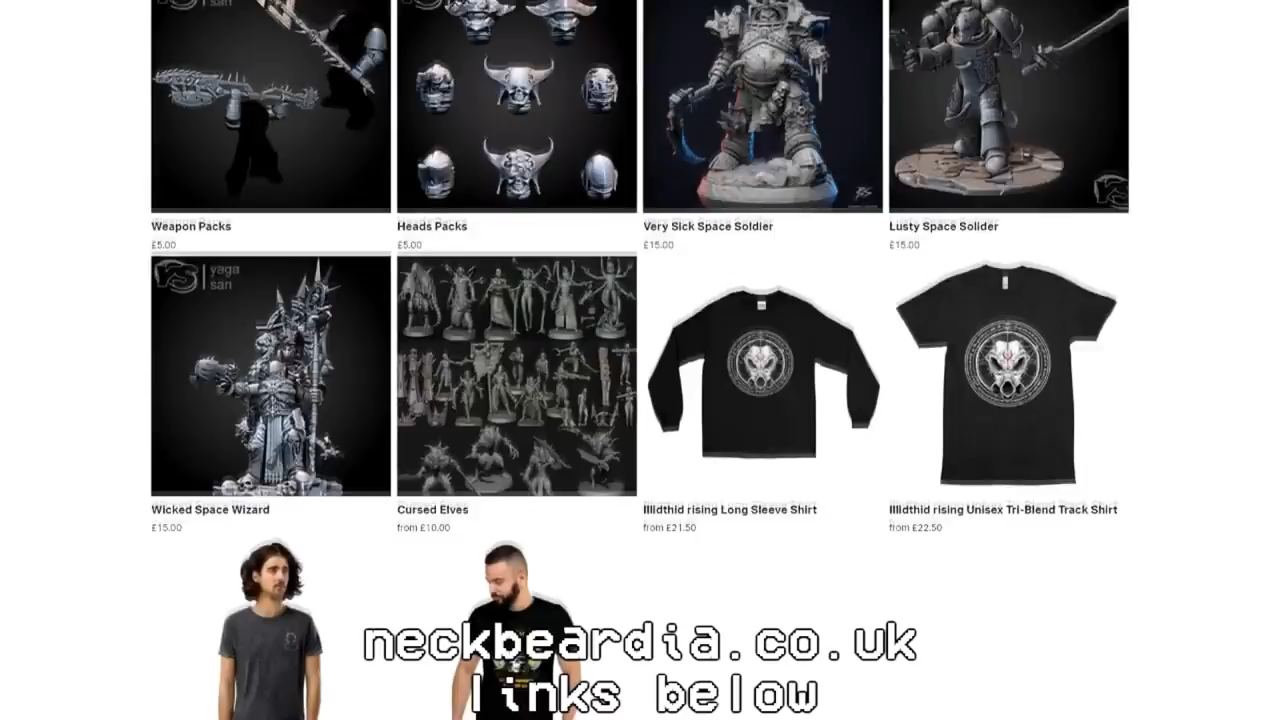 san
Weapon Packs
Heads Packs
Very Sick Space Soldier
Lusty Space Solider
£5.00
£5.00
£15.00
£15.00
yaga
san
Wicked Space Wizard
Cursed Elves
Illidthid rising Long Sleeve Shirt
Illidthid rising Unisex Tri-Blend Track Shirt
£15.00
from £10.00
from £21.50
from £22.50
neckbeardia.co.uk
links below